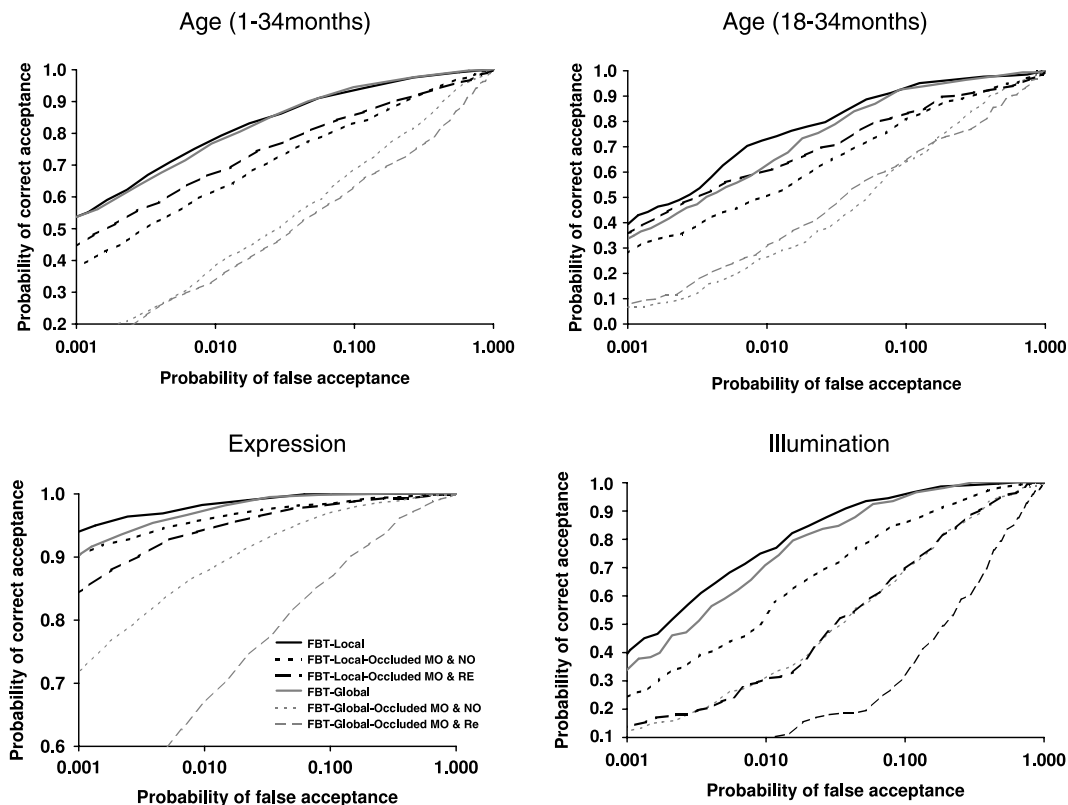 Age (1-34months)
Probability of correct acceptance
1.0
0.9
0.8
0.7
0.6
0.5
0.4
0.3
0.2
0.001
0.010
0.100
1.000
Probability of false acceptance
Age (18-34months)
Probability of correct acceptance
1.0
0.9
0.8
0.7
0.6
0.5
0.4
0.3
0.2
0.1
0.0
0.001
0.010
0.100
1.000
Probability of false acceptance
Expression
Probability of correct acceptance
1.0
0.9
0.8
0.7
0.6
FBT-Local
FBT-Local-Occluded MO & NO
FBT-Local-Occluded MO & RE
FBT-Global
FBT-Global-Occluded MO & NO
FBT-Global-Occluded MO & Re
0.001
0.010
0.100
1.000
Probability of false acceptance
Illumination
Probability of correct acceptance
1.0
0.9
0.8
0.7
0.6
0.5
0.4
0.3
0.2
0.1
0.001
0.010
0.100
1.000
Probability of false acceptance